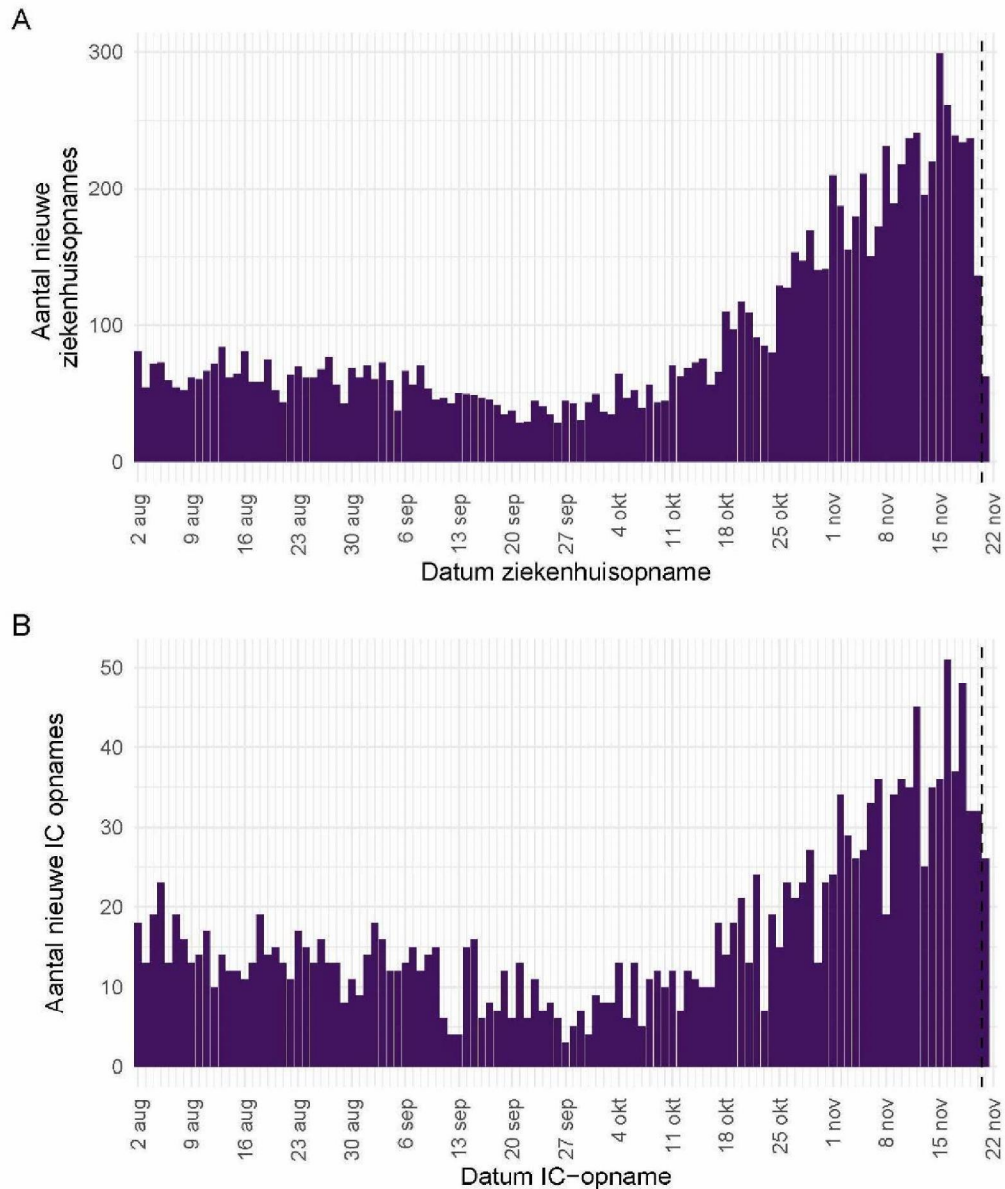 A
300
200
100
0
Aantal nieuwe
ziekenhuisopnames
2 aug
9 aug
16 aug
23 aug
30 aug
6 sep
13 sep
20 sep
27 sep
4 okt
11 okt
18 okt
25 okt
1 nov
8 nov
15 nov
22 nov
Datum ziekenhuisopname
B
50
40
30
20
10
0
Aantal nieuwe IC opnames
2 aug
9 aug
16 aug
23 aug
30 aug
6 sep
13 sep
20 sep
27 sep
4 okt
11 okt
18 okt
25 okt
1 nov
8 nov
15 nov
22 nov
Datum IC−opname